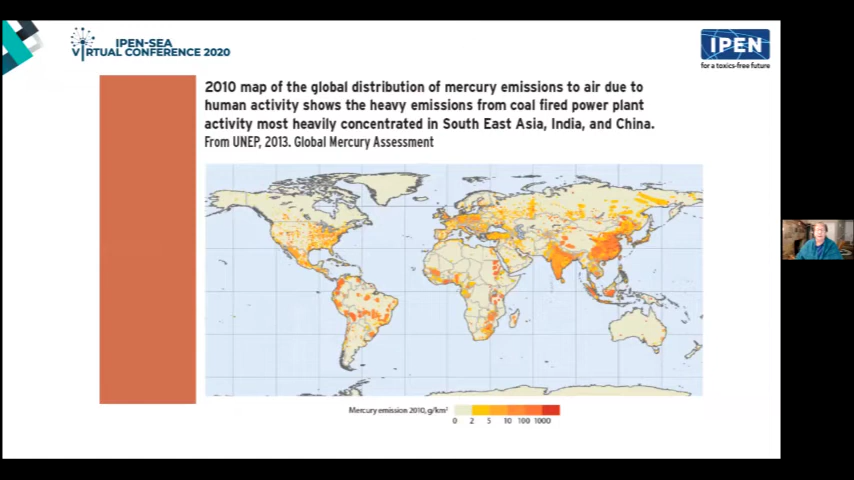 IPEN-SEA
VIRTUAL CONFERENCE 2020
IPEN
for a toxics-free future
2010 map of the global distribution of mercury emissions to air due to
human activity shows the heavy emissions from coal fired power plant
activity most heavily concentrated in South East Asia, India, and China.
From UNEP, 2013. Global Mercury Assessment
Mercury emission 2010, g/km²
0 2 5 10 100 1000